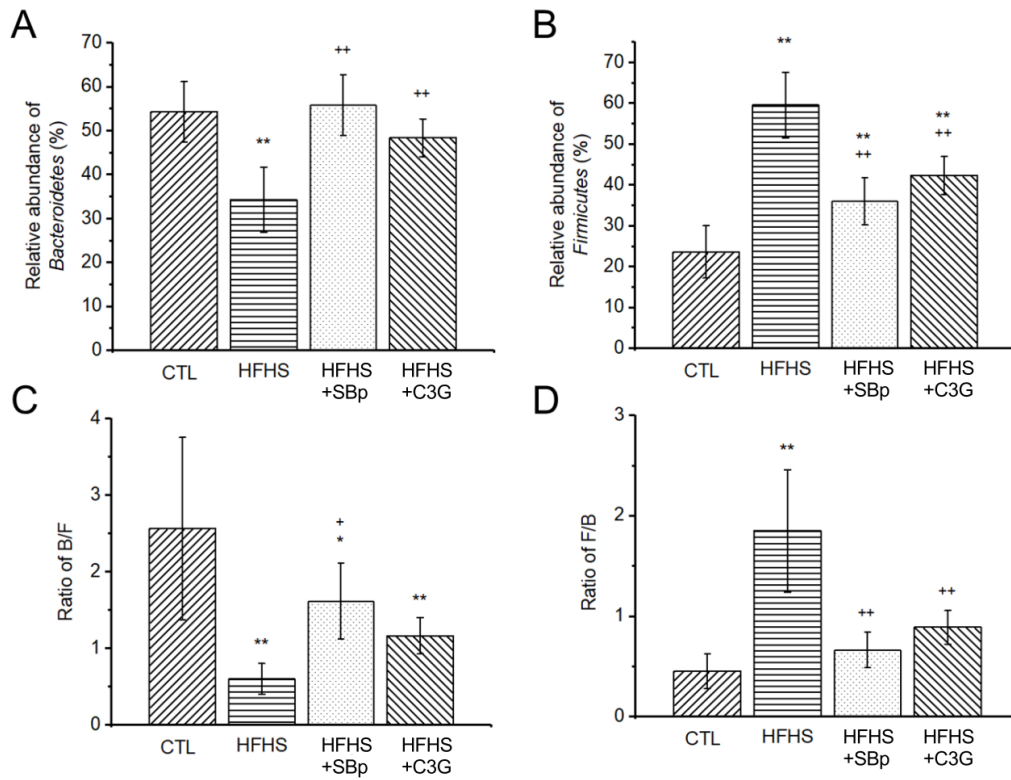 A
Relative abundance of
Bacteroidetes (%)
70
60
50
40
30
20
10
0
**
++
++
CTL
HFHS
HFHS
+SBp
HFHS
+C3G
B
Relative abundance of
Firmicutes (%)
80
70
60
50
40
30
20
10
0
**
**
++
**
++
CTL
HFHS
HFHS
+SBp
HFHS
+C3G
C
Ratio of B/F
4
3
2
1
0
**
+
*
**
CTL
HFHS
HFHS
+SBp
HFHS
+C3G
D
Ratio of F/B
3
2
1
0
**
++
++
CTL
HFHS
HFHS
+SBp
HFHS
+C3G